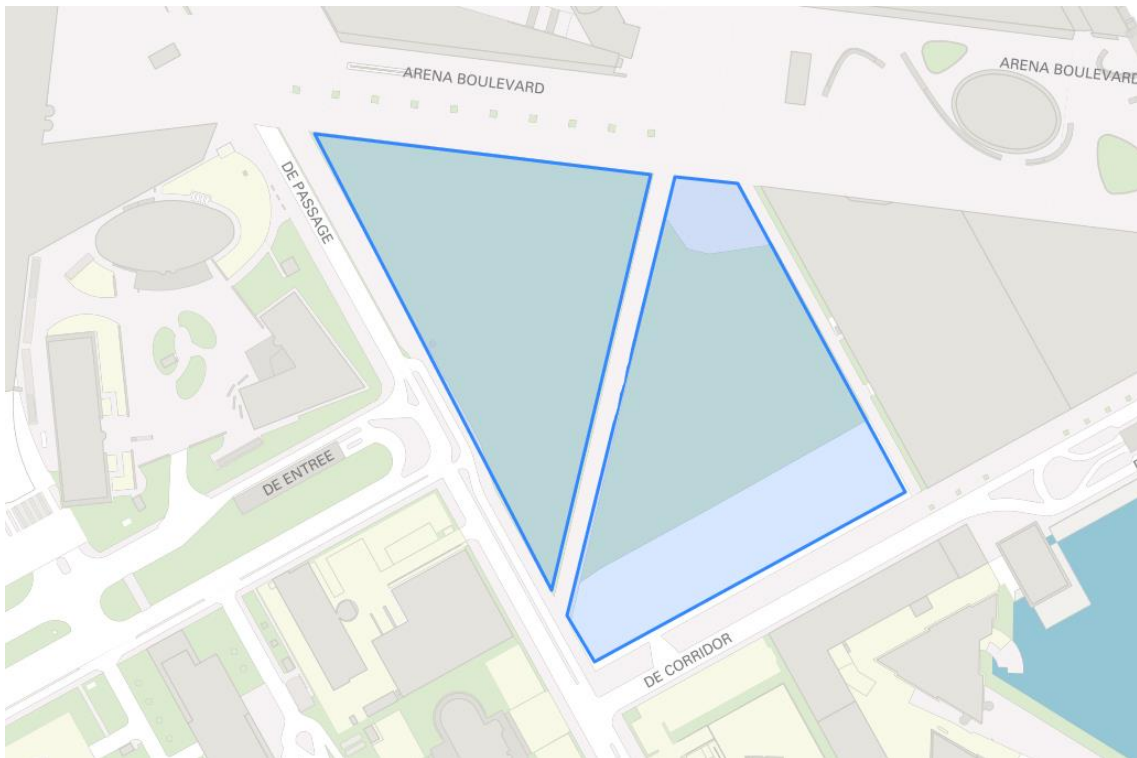 ARENA BOULEVARD
ARENA BOULEVARD
DE PASSAGE
DE ENTREE
DE CORRIDOR